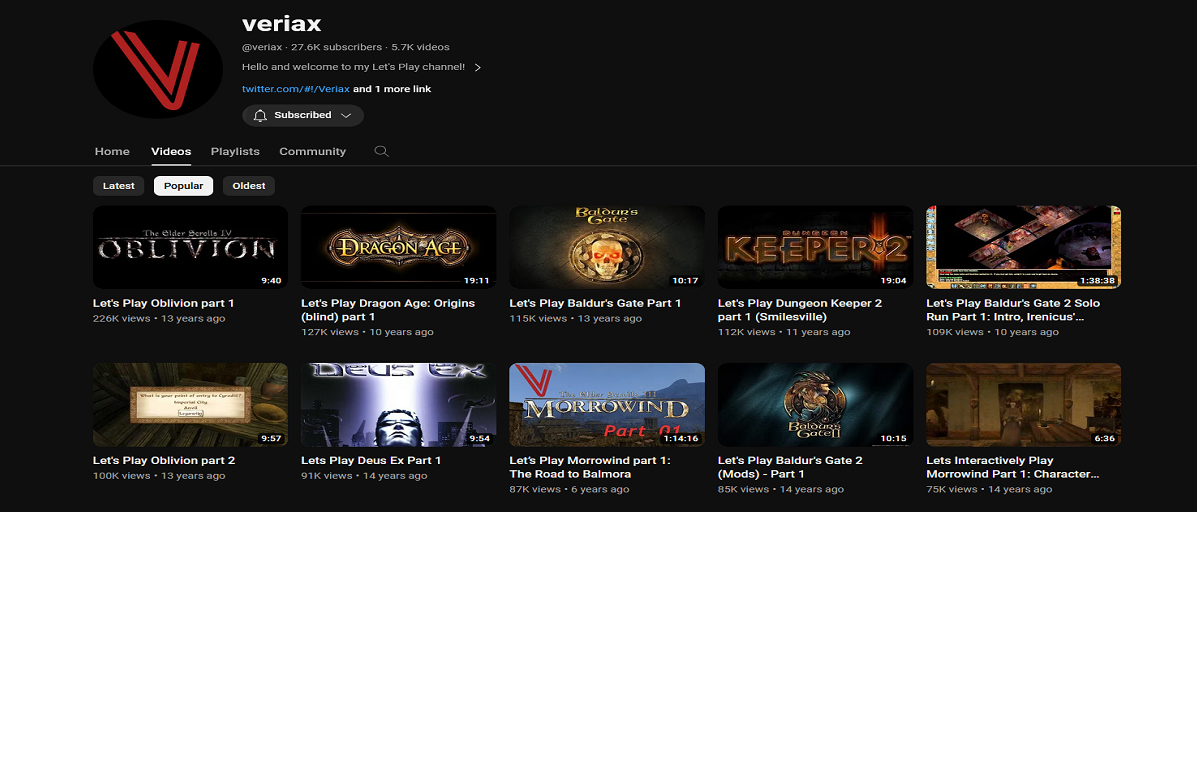 veriax
@veriax · 27.6K subscribers · 5.7K videos
Hello and welcome to my Let's Play channel!
twitter.com/#!/Veriax and 1 more link
Subscribed
Home Videos Playlists Community
Latest Popular Oldest
The Elder Scrolls IV
OBLIVION
9:40
DRAGON AGE
19:11
BALDUR'S
GATE
10:17
DUNGEON
KEEPER 2
19:04
1:38:38
Let's Play Oblivion part 1
226K views • 13 years ago
Let's Play Dragon Age: Origins
(blind) part 1
127K views • 10 years ago
Let's Play Baldur's Gate Part 1
115K views • 13 years ago
Let's Play Dungeon Keeper 2
part 1 (Smilesville)
112K views • 11 years ago
Let's Play Baldur's Gate 2 Solo
Run Part 1: Intro, Irenicus'...
109K views • 10 years ago
What is your point of entry to Cyrodiil?
Imperial City
Anvil
9:57
DEUS EX
9:54
The Elder Scrolls III
MORROWIND
Part 01
1:14:16
BALDUR'S
GATE II
10:15
6:36
Let's Play Oblivion part 2
100K views • 13 years ago
Lets Play Deus Ex Part 1
91K views • 14 years ago
Let's Play Morrowind part 1:
The Road to Balmora
87K views • 6 years ago
Let's Play Baldur's Gate 2
(Mods) - Part 1
85K views • 14 years ago
Lets Interactively Play
Morrowind Part 1: Character...
75K views • 14 years ago